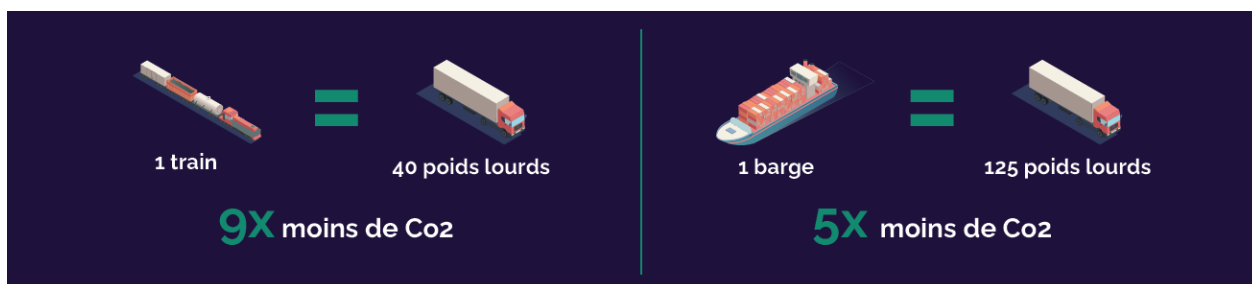 1 train
40 poids lourds
9X moins de Co2
1 barge
125 poids lourds
5X moins de Co2